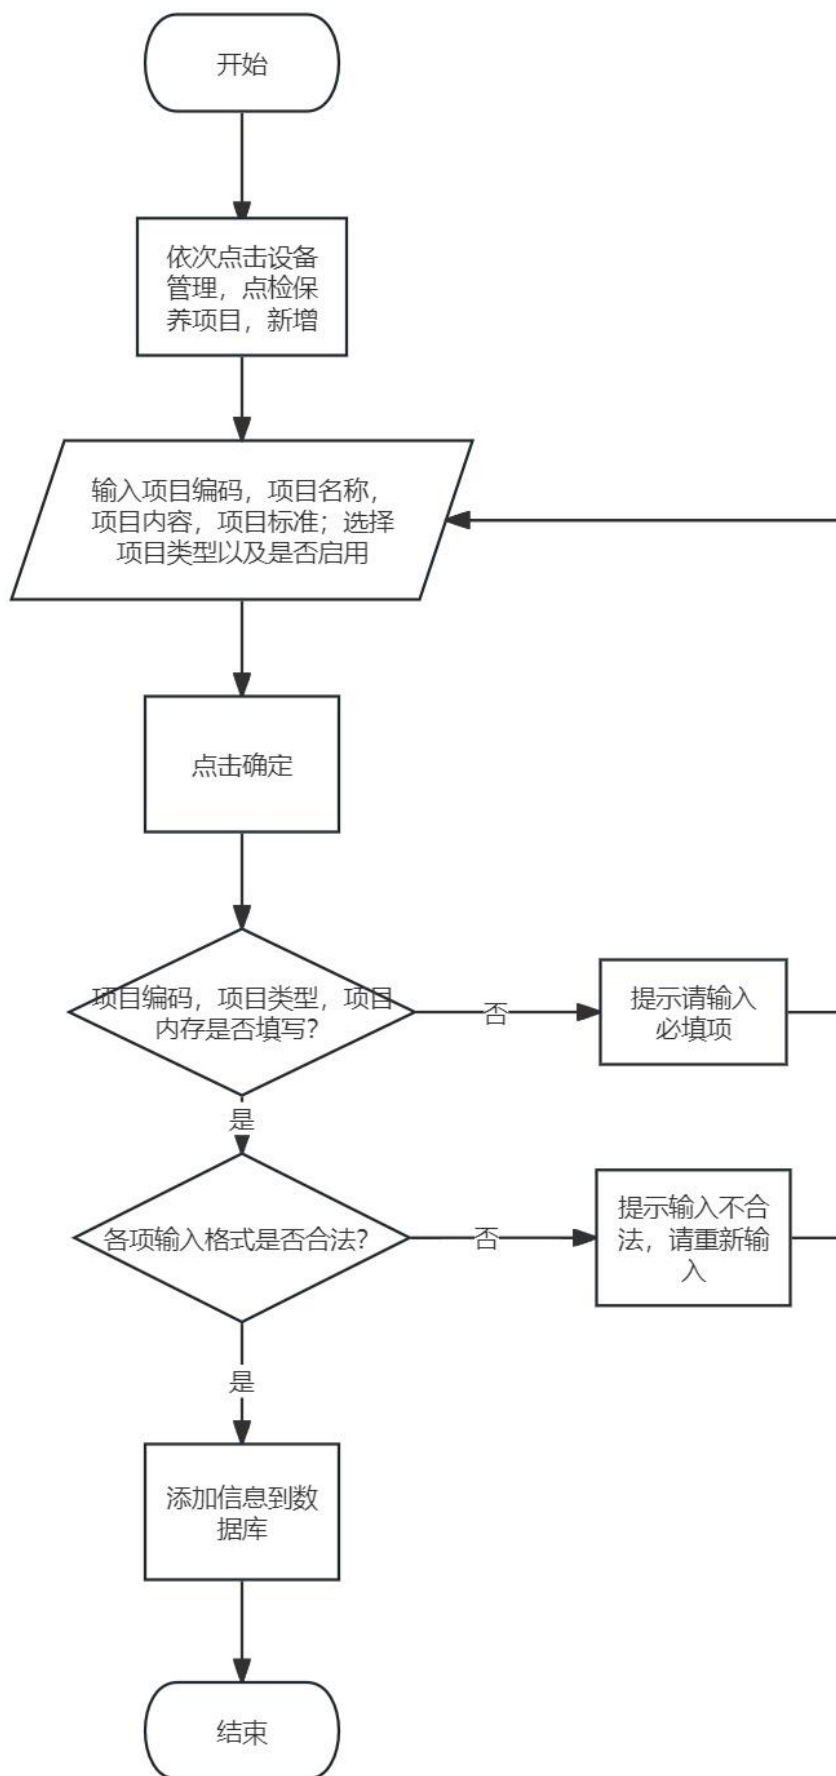 开始
依次点击设备
管理，点检保
养项目，新增
输入项目编码，项目名称，
项目内容，项目标准；选择
项目类型以及是否启用
点击确定
项目编码，项目类型，项目
内存是否填写？
否
提示请输入
必填项
是
各项输入格式是否合法？
否
提示输入不合
法，请重新输
入
是
添加信息到数
据库
结束